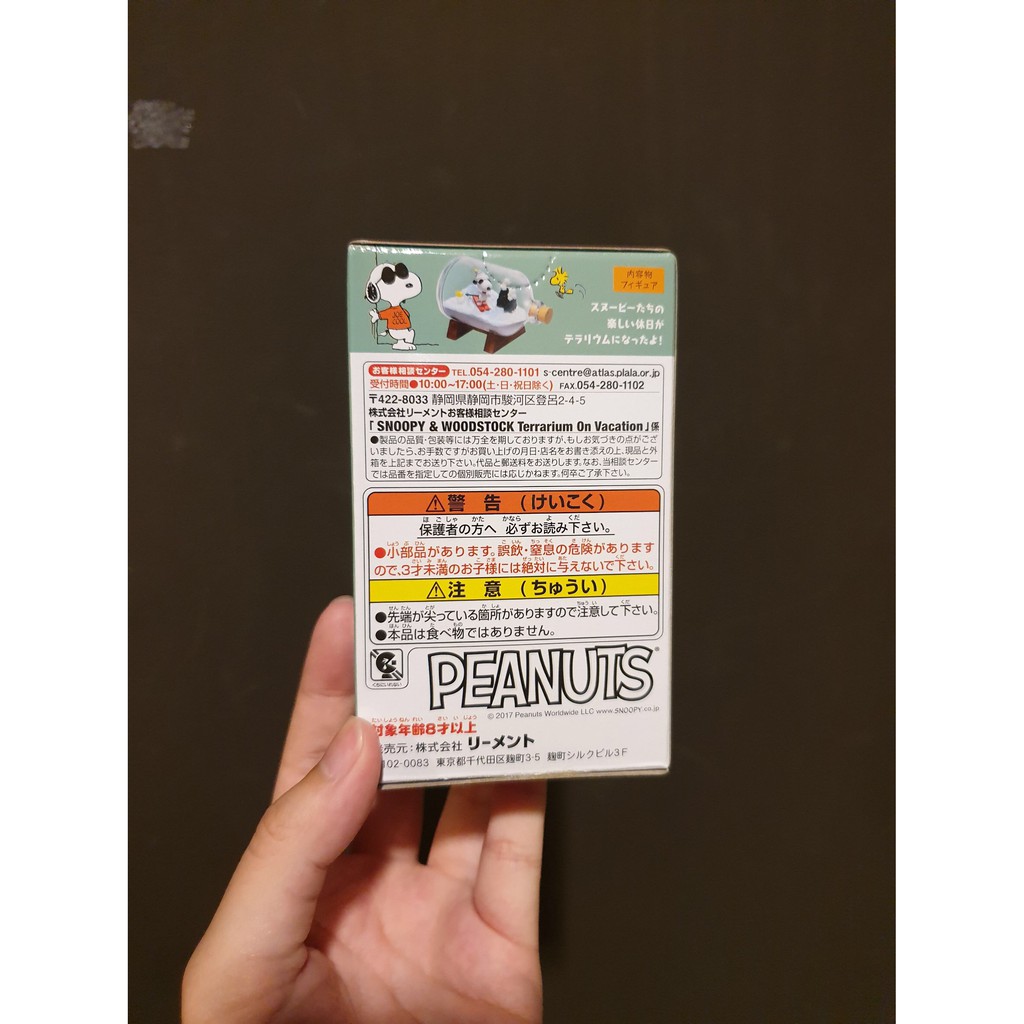 JOE
COOL
内容物
フィギュア
スヌーピーたちの
楽しい休日が
テラリウムになったよ!
お客様相談センター TEL.054-280-1101 s-centre@atlas.plala.or.jp
受付時間●10:00~17:00(土・日・祝日除く) FAX.054-280-1102
〒422-8033 静岡県静岡市駿河区登呂2-4-5
株式会社リーメントお客様相談センター
「SNOOPY & WOODSTOCK Terrarium On Vacation」係
●製品の品質・包装等には万全を期しておりますが、もしお気づきの点がござ
いましたら、お手数ですがお買い上げの月日・店名をお書き添えの上、現品と外
箱を上記までお送り下さい。代品と郵送料をお送りします。なお、当相談センター
では品番を指定しての個別販売には応じかねます。何卒ご了承下さい。
⚠警告(けいこく)
保護者の方へ 必ずお読み下さい。
●小部品があります。誤飲・窒息の危険があります
ので、3才未満のお子様には絶対に与えないで下さい。
⚠注意(ちゅうい)
●先端が尖っている箇所がありますので注意して下さい。
●本品は食べ物ではありません。
くちにいれない
PEANUTS
© 2017 Peanuts Worldwide LLC www.SNOOPY.co.jp
対象年齢8才以上
売元:株式会社 リーメント
102-0083 東京都千代田区麹町3-5 麹町シルクビル3F